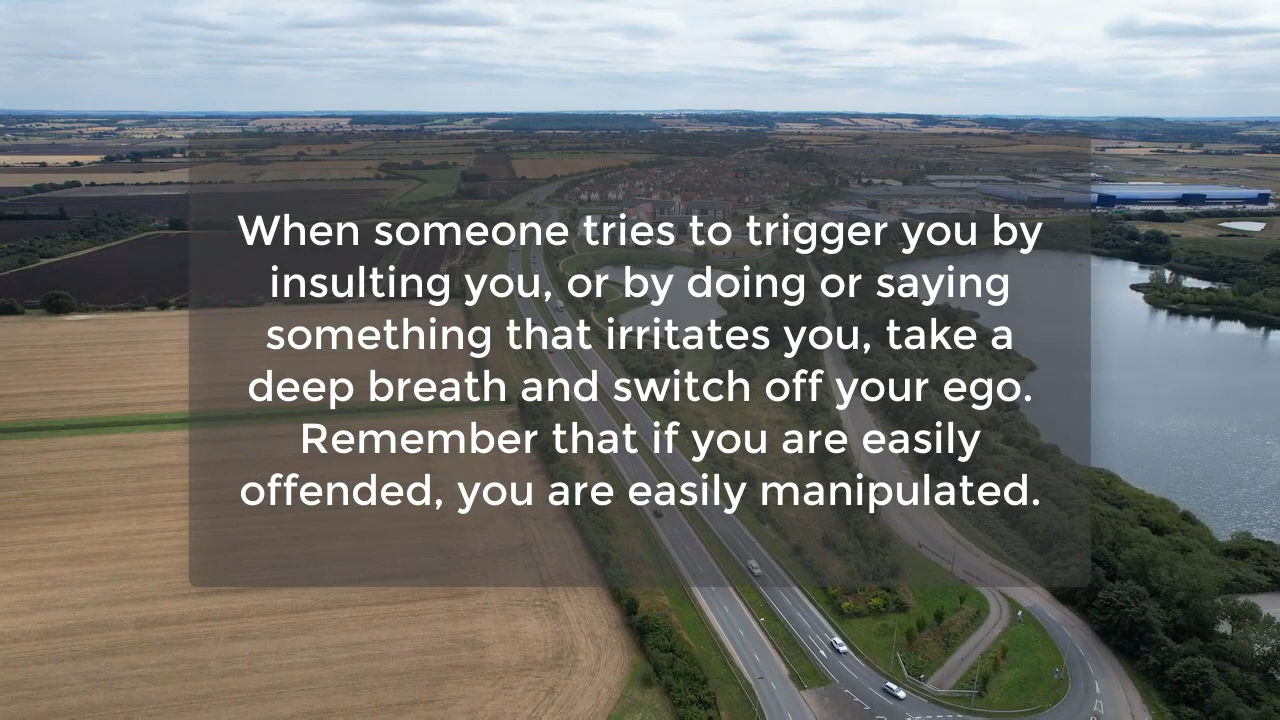 When someone tries to trigger you by
insulting you, or by doing or saying
something that irritates you, take a
deep breath and switch off your ego.
Remember that if you are easily
offended, you are easily manipulated.